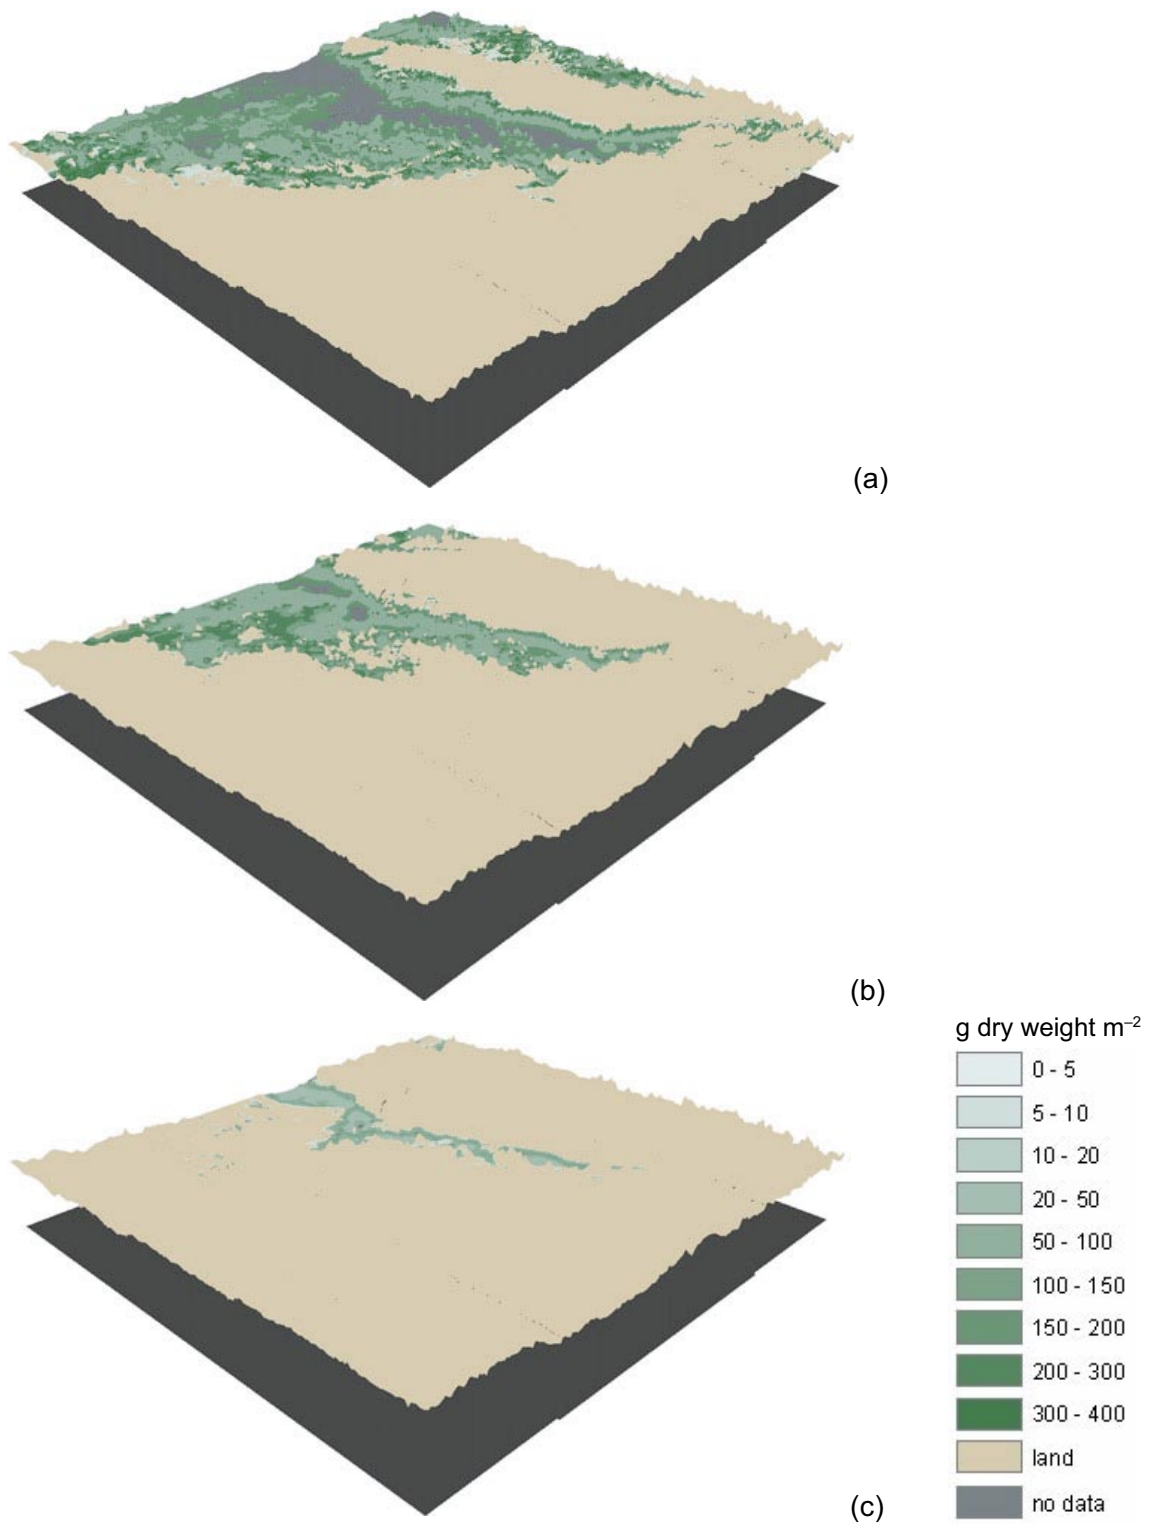 (a)
(b)
g dry weight m⁻²
0 - 5
5 - 10
10 - 20
20 - 50
50 - 100
100 - 150
150 - 200
200 - 300
300 - 400
land
no data
(c)